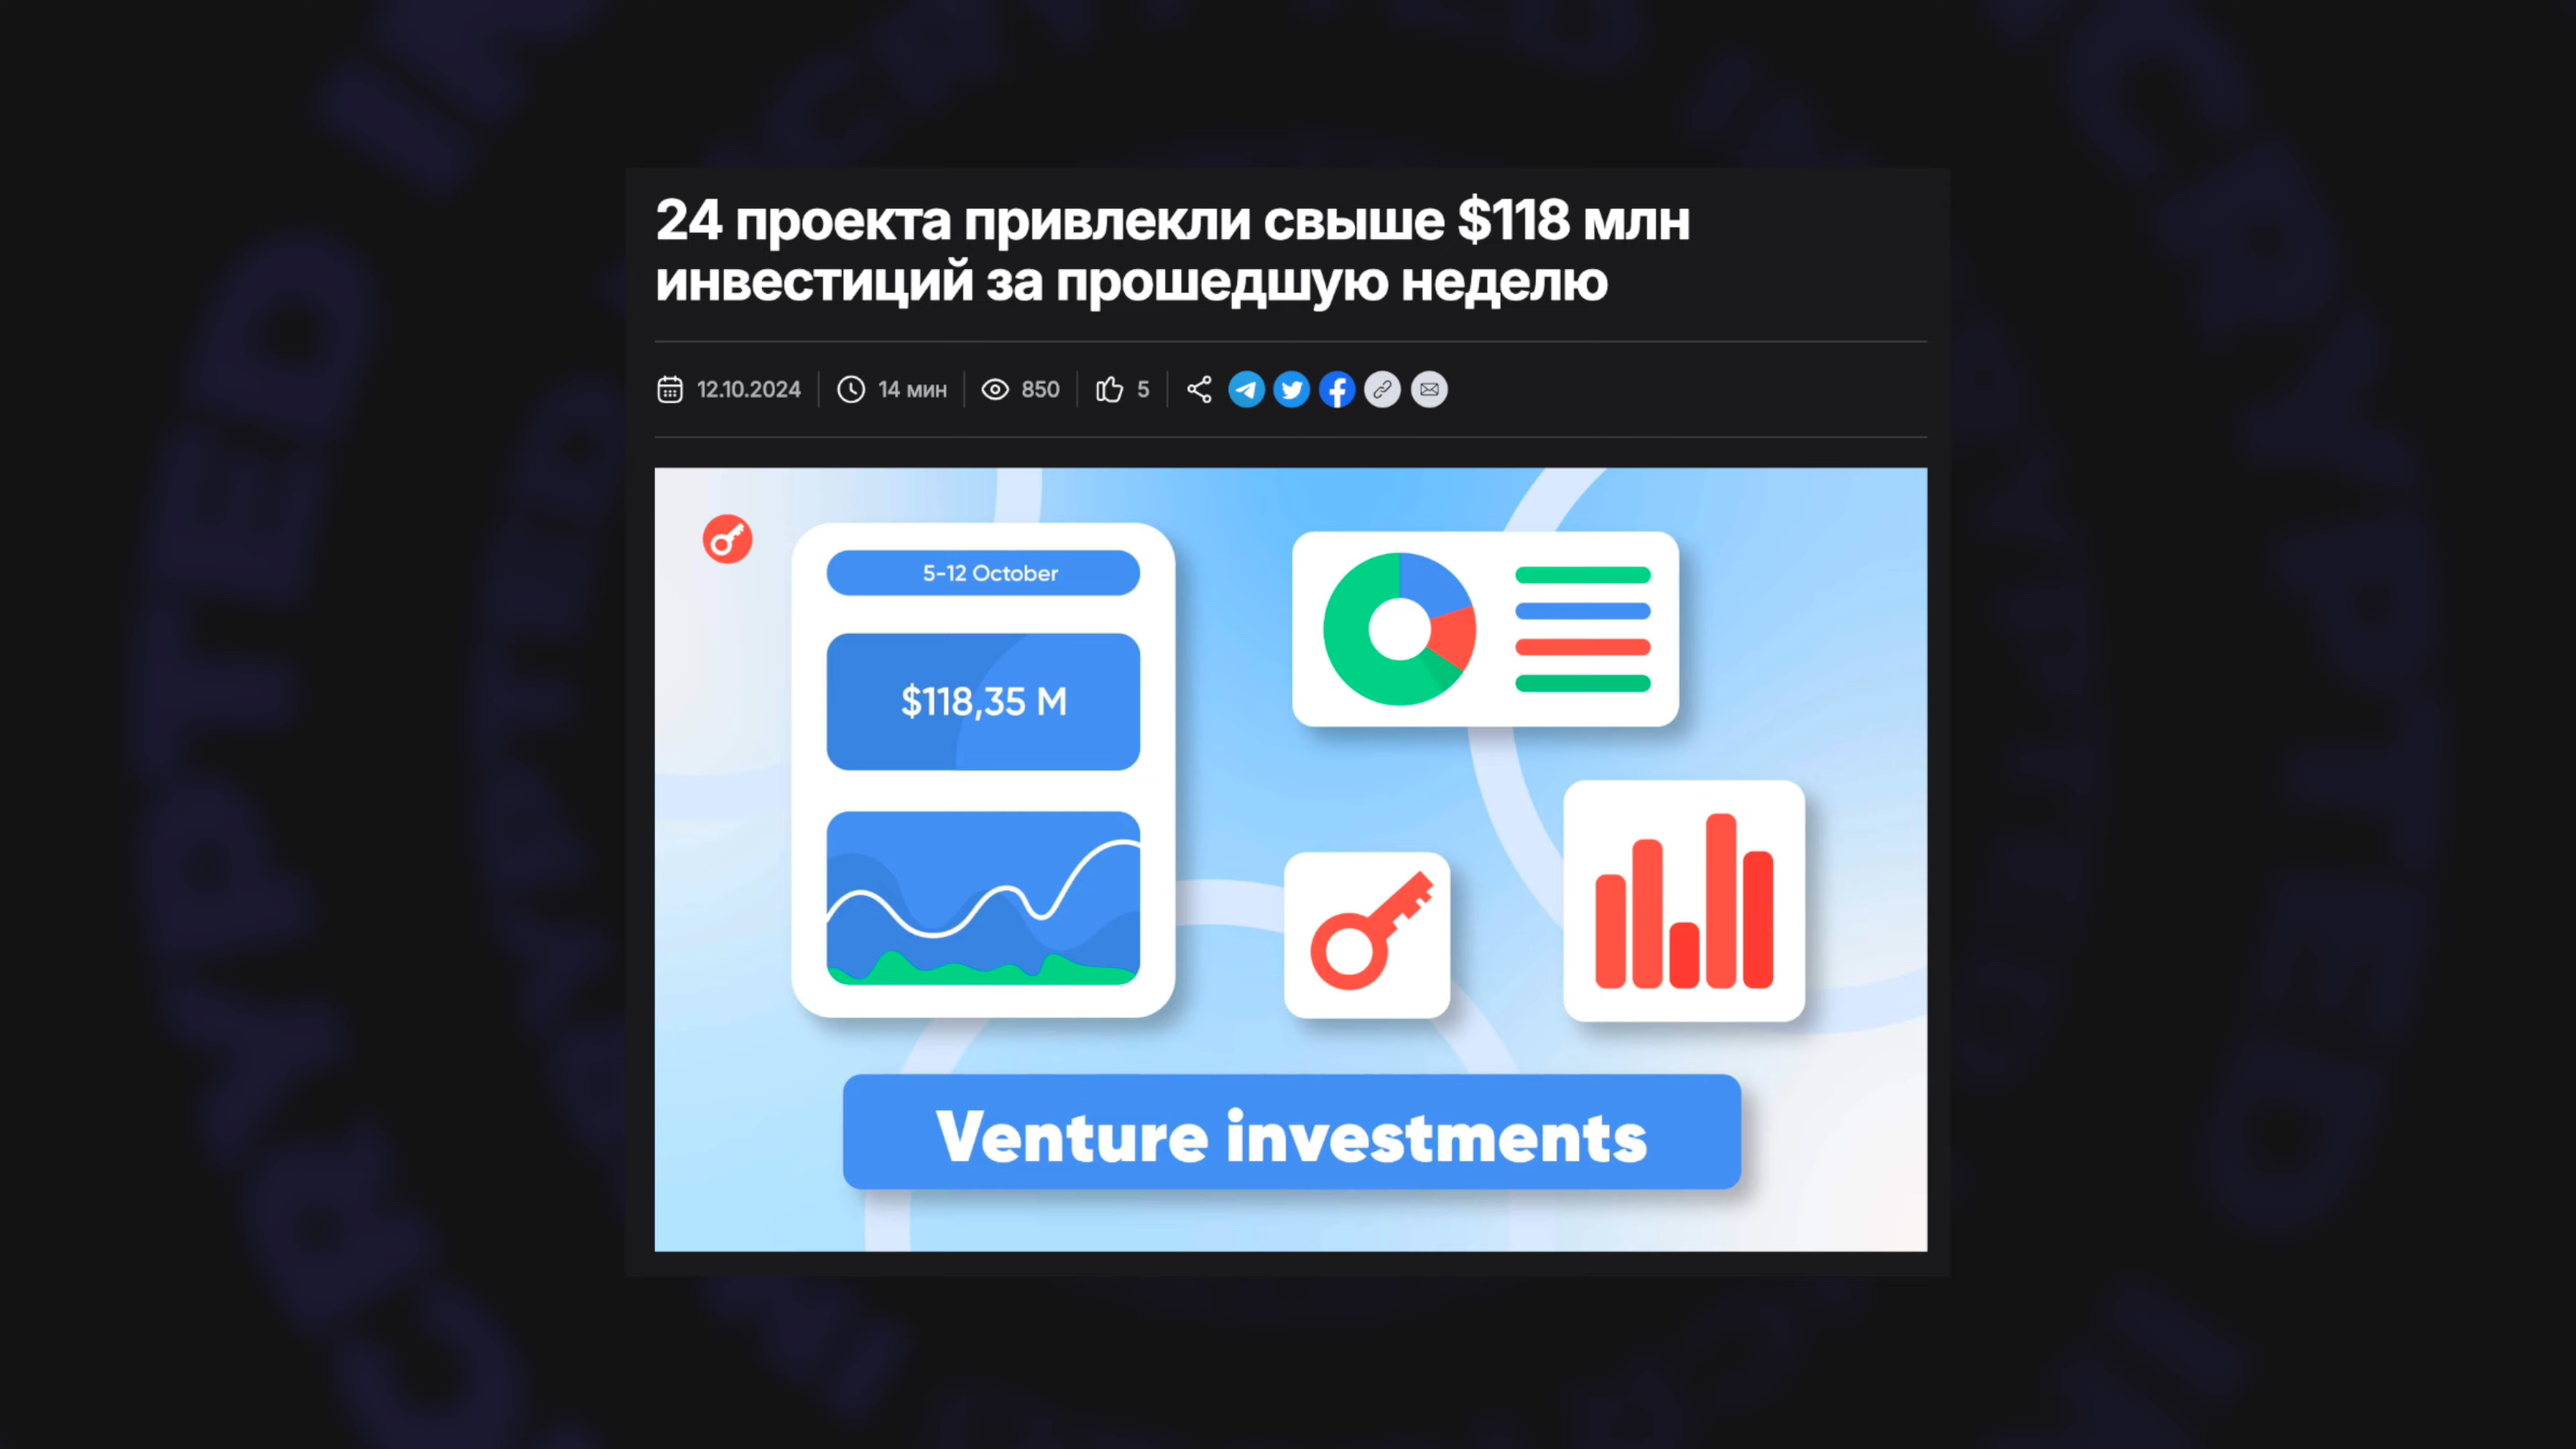 24 проекта привлекли свыше $118 млн
инвестиций за прошедшую неделю
12.10.2024
14 мин
850
5
5-12 October
$118,35 M
Venture investments